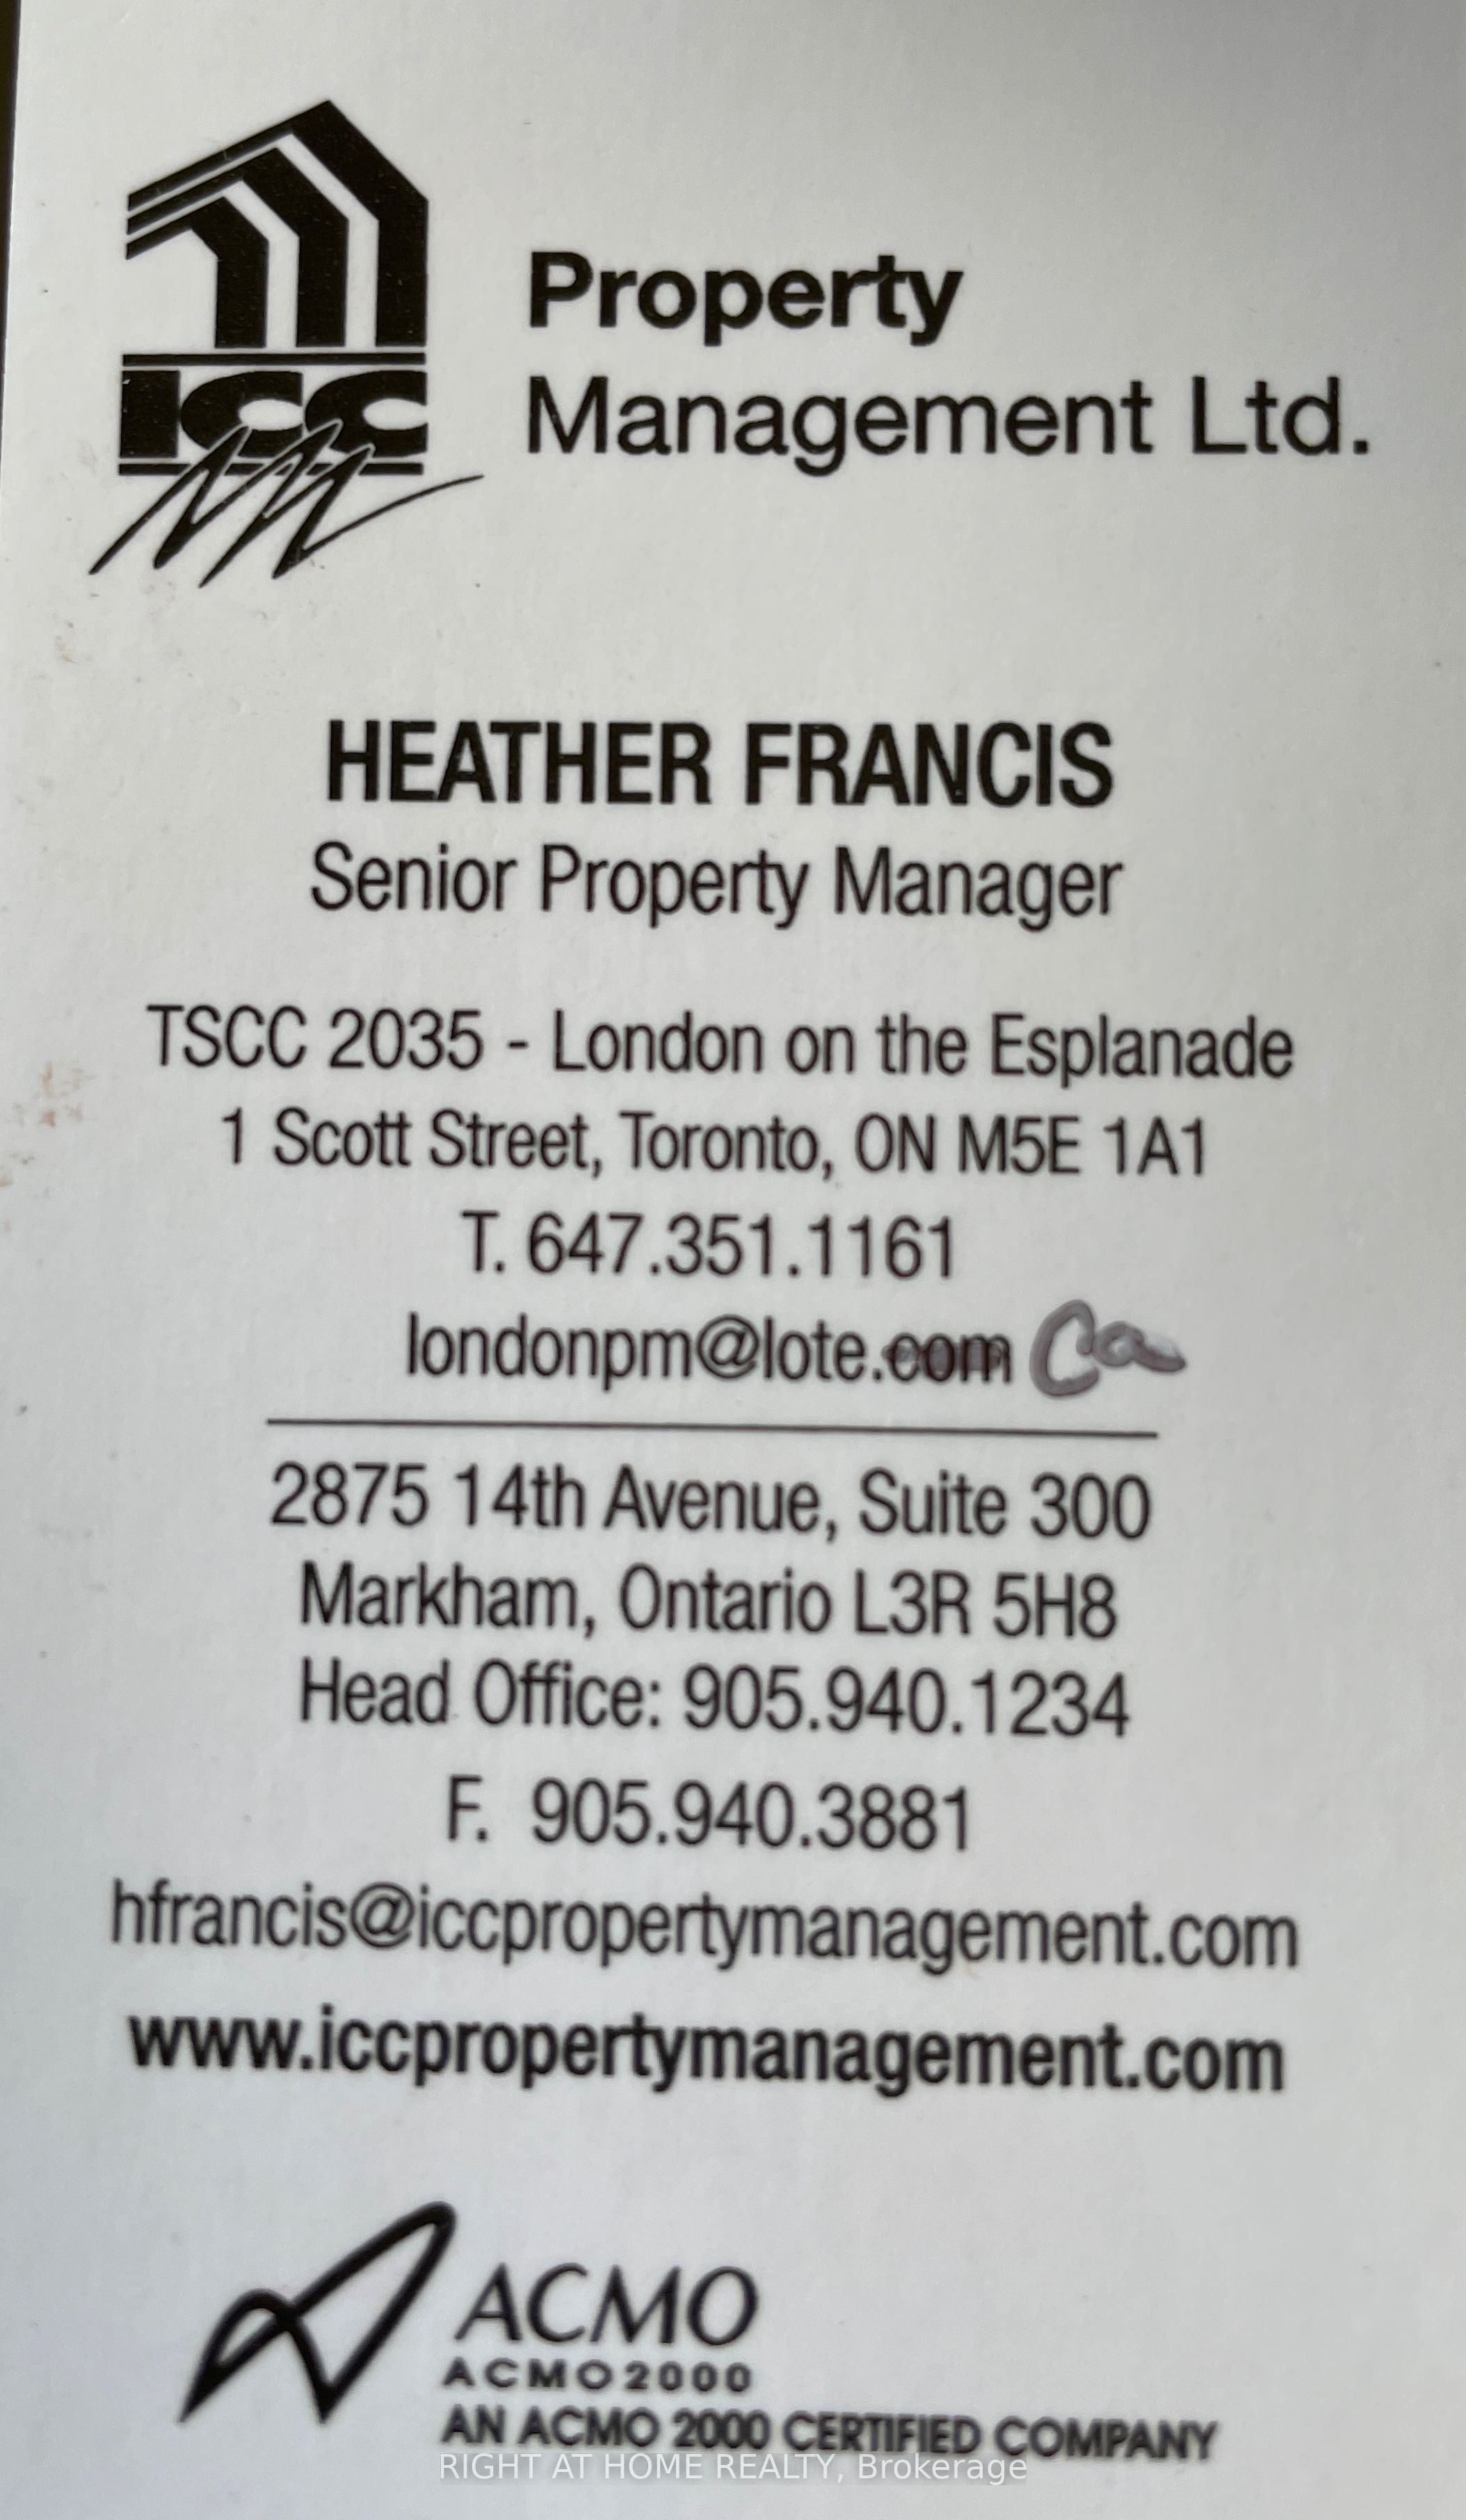 ICC
Property
Management Ltd.
HEATHER FRANCIS
Senior Property Manager
TSCC 2035 - London on the Esplanade
1 Scott Street, Toronto, ON M5E 1A1
T. 647.351.1161
londonpm@lote.com Ca
2875 14th Avenue, Suite 300
Markham, Ontario L3R 5H8
Head Office: 905.940.1234
F. 905.940.3881
hfrancis@iccpropertymanagement.com
www.iccpropertymanagement.com
ACMO
ACMO2000
AN ACMO 2000 CERTIFIED COMPANY
RIGHT AT HOME REALTY, Brokerage